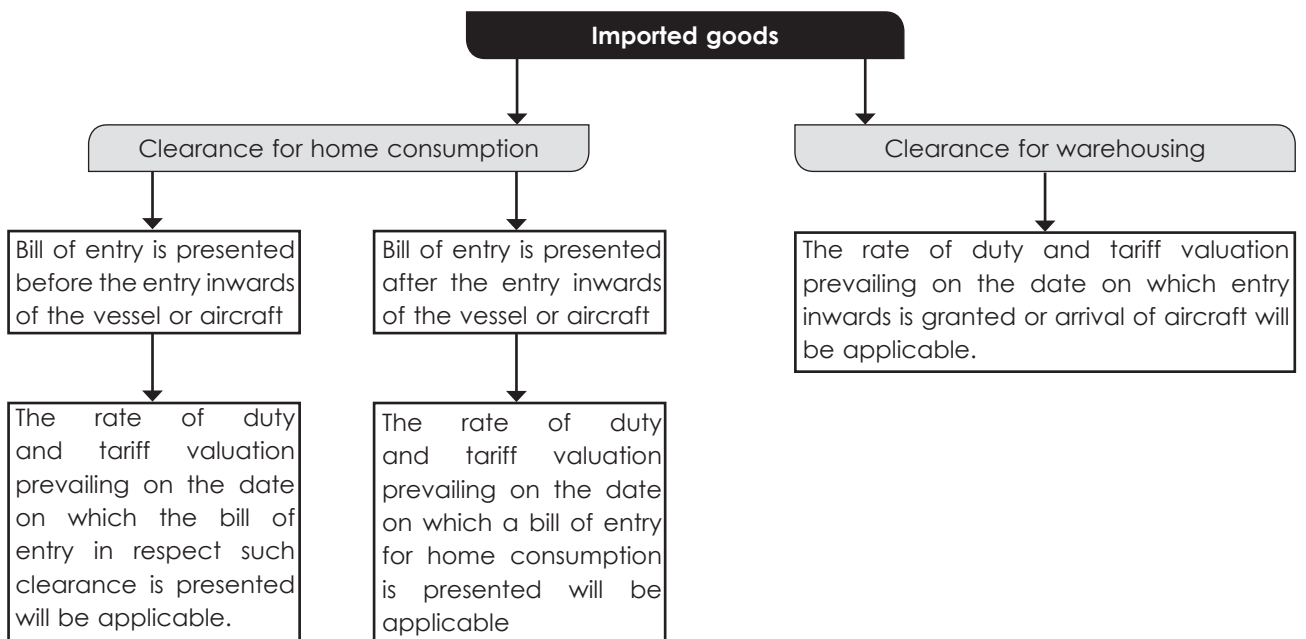 Imported goods
Clearance for home consumption
Clearance for warehousing
Bill of entry is presented
before the entry inwards
of the vessel or aircraft
Bill of entry is presented
after the entry inwards
of the vessel or aircraft
The rate of duty and tariff valuation
prevailing on the date on which entry
inwards is granted or arrival of aircraft will
be applicable.
The rate of duty
and tariff valuation
prevailing on the date
on which the bill of
entry in respect such
clearance is presented
will be applicable.
The rate of duty
and tariff valuation
prevailing on the date
on which a bill of entry
for home consumption
is presented will be
applicable